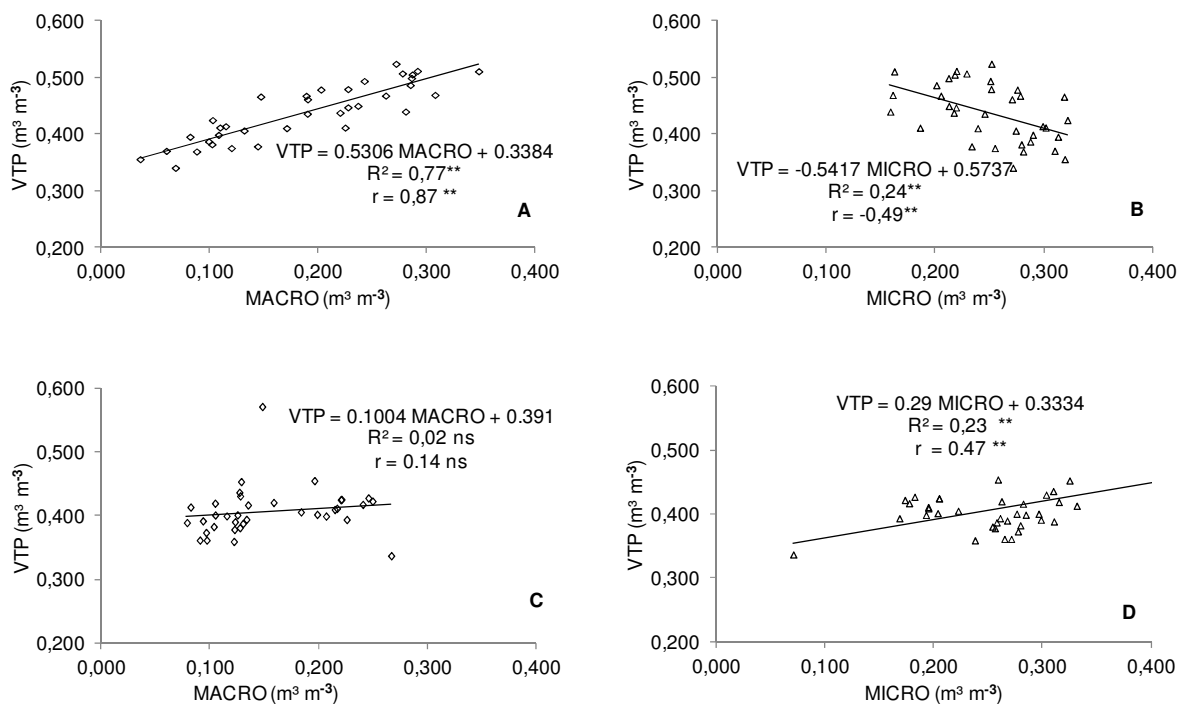 0,600
0,500
0,400
0,300
0,200
VTP (m³ m⁻³)
VTP = 0.5306 MACRO + 0.3384
R² = 0,77**
r = 0,87 **
A
0,000 0,100 0,200 0,300 0,400
MACRO (m³ m⁻³)
0,600
0,500
0,400
0,300
0,200
VTP (m³ m⁻³)
VTP = -0.5417 MICRO + 0.5737
R² = 0,24**
r = -0,49**
B
0,000 0,100 0,200 0,300 0,400
MICRO (m³ m⁻³)
0,600
0,500
0,400
0,300
0,200
VTP (m³ m⁻³)
VTP = 0.1004 MACRO + 0.391
R² = 0,02 ns
r = 0.14 ns
C
0,000 0,100 0,200 0,300 0,400
MACRO (m³ m⁻³)
0,600
0,500
0,400
0,300
0,200
VTP (m³ m⁻³)
VTP = 0.29 MICRO + 0.3334
R² = 0,23 **
r = 0.47 **
D
0,000 0,100 0,200 0,300 0,400
MICRO (m³ m⁻³)